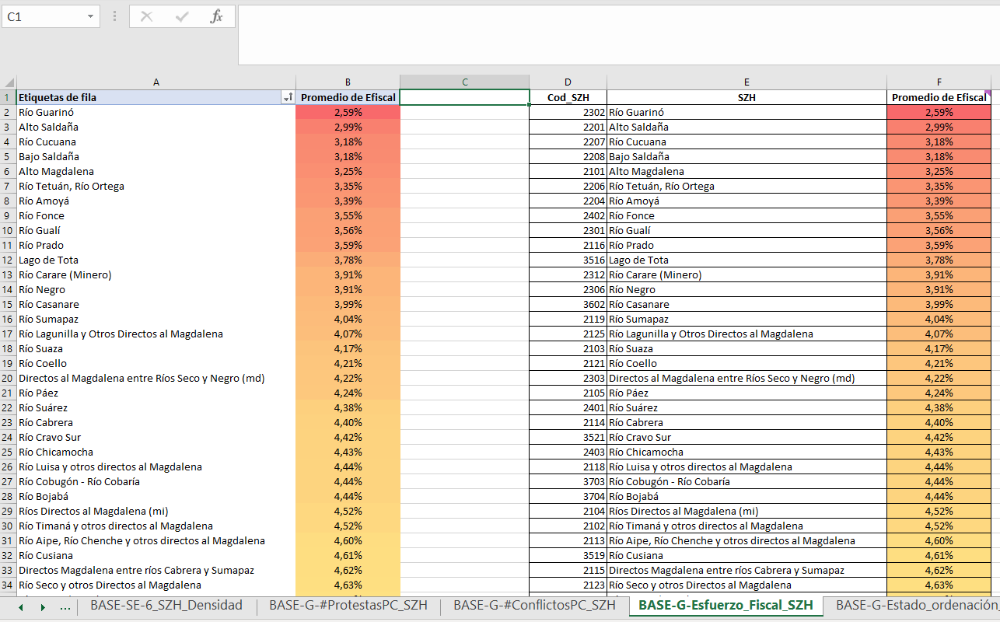 C1 fx
A B C D E F
1 Etiquetas de fila Promedio de Efiscal Cod_SZH SZH Promedio de Efiscal
2 Río Guarinó 2,59% 2302 Río Guarinó 2,59%
3 Alto Saldaña 2,99% 2201 Alto Saldaña 2,99%
4 Río Cucuana 3,18% 2207 Río Cucuana 3,18%
5 Bajo Saldaña 3,18% 2208 Bajo Saldaña 3,18%
6 Alto Magdalena 3,25% 2101 Alto Magdalena 3,25%
7 Río Tetuán, Río Ortega 3,35% 2206 Río Tetuán, Río Ortega 3,35%
8 Río Amoyá 3,39% 2204 Río Amoyá 3,39%
9 Río Fonce 3,55% 2402 Río Fonce 3,55%
10 Río Gualí 3,56% 2301 Río Gualí 3,56%
11 Río Prado 3,59% 2116 Río Prado 3,59%
12 Lago de Tota 3,78% 3516 Lago de Tota 3,78%
13 Río Carare (Minero) 3,91% 2312 Río Carare (Minero) 3,91%
14 Río Negro 3,91% 2306 Río Negro 3,91%
15 Río Casanare 3,99% 3602 Río Casanare 3,99%
16 Río Sumapaz 4,04% 2119 Río Sumapaz 4,04%
17 Río Lagunilla y Otros Directos al Magdalena 4,07% 2125 Río Lagunilla y Otros Directos al Magdalena 4,07%
18 Río Suaza 4,17% 2103 Río Suaza 4,17%
19 Río Coello 4,21% 2121 Río Coello 4,21%
20 Directos al Magdalena entre Ríos Seco y Negro (md) 4,22% 2303 Directos al Magdalena entre Ríos Seco y Negro (md) 4,22%
21 Río Páez 4,24% 2105 Río Páez 4,24%
22 Río Suárez 4,38% 2401 Río Suárez 4,38%
23 Río Cabrera 4,40% 2114 Río Cabrera 4,40%
24 Río Cravo Sur 4,42% 3521 Río Cravo Sur 4,42%
25 Río Chicamocha 4,43% 2403 Río Chicamocha 4,43%
26 Río Luisa y otros directos al Magdalena 4,44% 2118 Río Luisa y otros directos al Magdalena 4,44%
27 Río Cobugón - Río Cobaría 4,44% 3703 Río Cobugón - Río Cobaría 4,44%
28 Río Bojabá 4,44% 3704 Río Bojabá 4,44%
29 Ríos Directos al Magdalena (mi) 4,52% 2104 Ríos Directos al Magdalena (mi) 4,52%
30 Río Timaná y otros directos al Magdalena 4,52% 2102 Río Timaná y otros directos al Magdalena 4,52%
31 Río Aipe, Río Chenche y otros directos al Magdalena 4,60% 2113 Río Aipe, Río Chenche y otros directos al Magdalena 4,60%
32 Río Cusiana 4,61% 3519 Río Cusiana 4,61%
33 Directos Magdalena entre ríos Cabrera y Sumapaz 4,62% 2115 Directos Magdalena entre ríos Cabrera y Sumapaz 4,62%
34 Río Seco y otros Directos al Magdalena 4,63% 2123 Río Seco y otros Directos al Magdalena 4,63%
... BASE-SE-6_SZH_Densidad BASE-G-#ProtestasPC_SZH BASE-G-#ConflictosPC_SZH BASE-G-Esfuerzo_Fiscal_SZH BASE-G-Estado_ordenación_